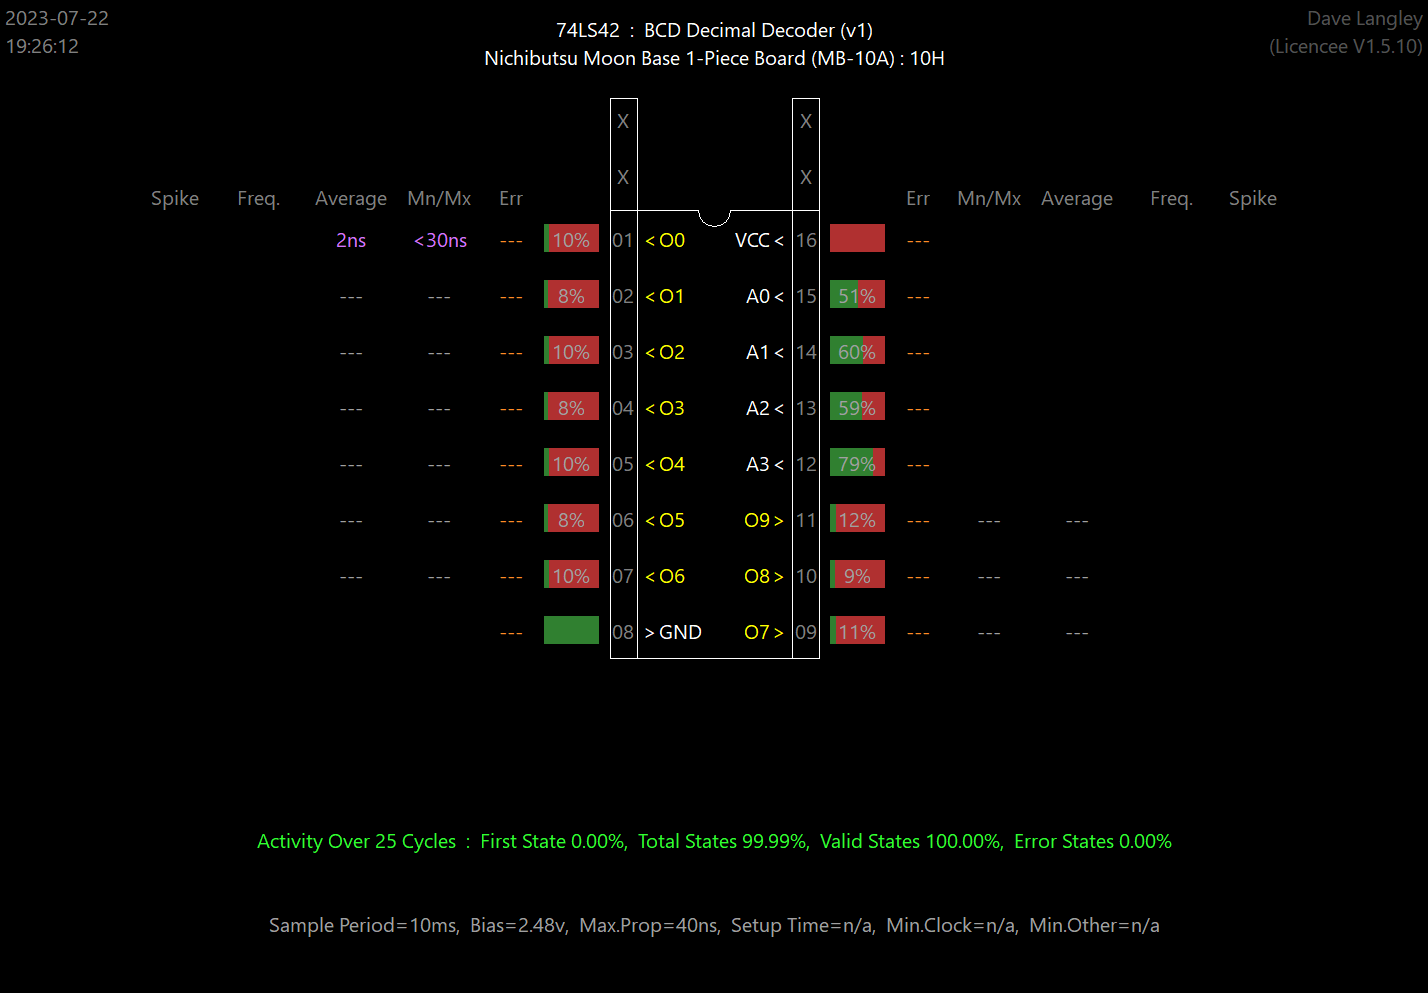 2023-07-22
19:26:12
74LS42 : BCD Decimal Decoder (v1)
Nichibutsu Moon Base 1-Piece Board (MB-10A) : 10H
Dave Langley
(Licencee V1.5.10)
X X
X X
Spike Freq. Average Mn/Mx Err Err Mn/Mx Average Freq. Spike
2ns <30ns --- 10% 01 <O0 VCC< 16 ---
--- --- --- 8% 02 <O1 A0< 15 51% ---
--- --- --- 10% 03 <O2 A1< 14 60% ---
--- --- --- 8% 04 <O3 A2< 13 59% ---
--- --- --- 10% 05 <O4 A3< 12 79% ---
--- --- --- 8% 06 <O5 O9> 11 12% --- --- ---
--- --- --- 10% 07 <O6 O8> 10 9% --- --- ---
--- 08 >GND O7> 09 11% --- --- ---
Activity Over 25 Cycles : First State 0.00%, Total States 99.99%, Valid States 100.00%, Error States 0.00%
Sample Period=10ms, Bias=2.48v, Max.Prop=40ns, Setup Time=n/a, Min.Clock=n/a, Min.Other=n/a